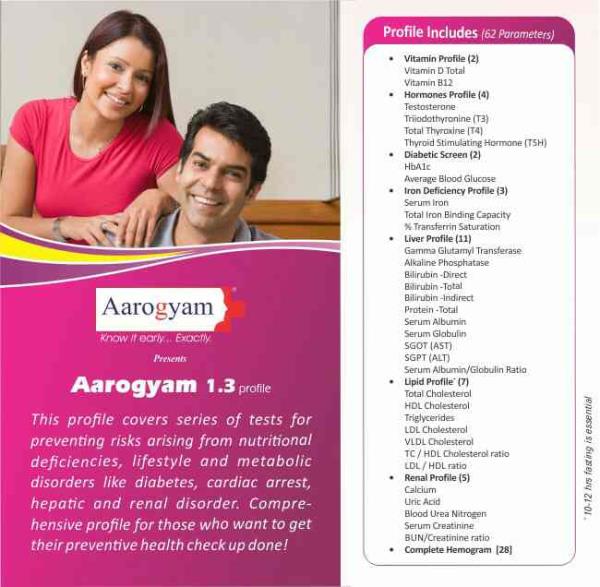 Aarogyam
Know it early... Exactly.
Presents
Aarogyam 1.3 profile
This profile covers series of tests for
preventing risks arising from nutritional
deficiencies, lifestyle and metabolic
disorders like diabetes, cardiac arrest,
hepatic and renal disorder. Compre-
hensive profile for those who want to get
their preventive health check up done!
Profile Includes (62 Parameters)
• Vitamin Profile (2)
Vitamin D Total
Vitamin B12
• Hormones Profile (4)
Testosterone
Triiodothyronine (T3)
Total Thyroxine (T4)
Thyroid Stimulating Hormone (TSH)
• Diabetic Screen (2)
HbA1c
Average Blood Glucose
• Iron Deficiency Profile (3)
Serum Iron
Total Iron Binding Capacity
% Transferrin Saturation
• Liver Profile (11)
Gamma Glutamyl Transferase
Alkaline Phosphatase
Bilirubin -Direct
Bilirubin -Total
Bilirubin -Indirect
Protein -Total
Serum Albumin
Serum Globulin
SGOT (AST)
SGPT (ALT)
Serum Albumin/Globulin Ratio
• Lipid Profile* (7)
Total Cholesterol
HDL Cholesterol
Triglycerides
LDL Cholesterol
VLDL Cholesterol
TC / HDL Cholesterol ratio
LDL / HDL ratio
• Renal Profile (5)
Calcium
Uric Acid
Blood Urea Nitrogen
Serum Creatinine
BUN/Creatinine ratio
• Complete Hemogram [28]
*10-12 hrs fasting is essential